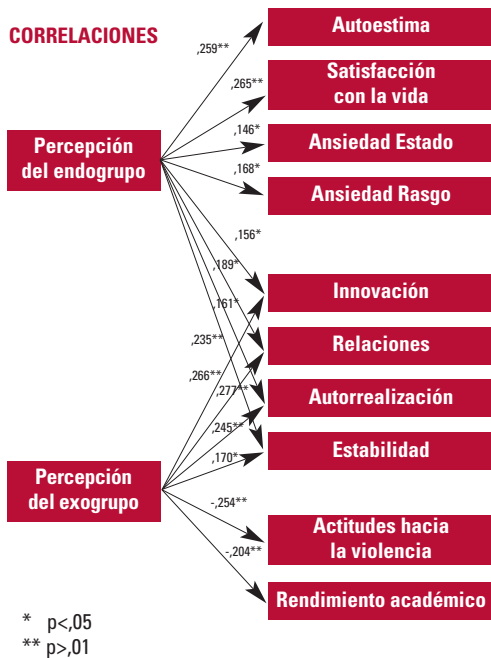 CORRELACIONES
Autoestima
,259**
Satisfacción
con la vida
,265**
Percepción
del endogrupo
,146*
Ansiedad Estado
,168*
Ansiedad Rasgo
,156*
,189*
Innovación
,161*
,235**
Relaciones
,266**
,277**
Autorrealización
,245**
Estabilidad
,170*
Percepción
del exogrupo
-,254**
Actitudes hacia
la violencia
-,204**
Rendimiento académico
* p<,05
** p>,01